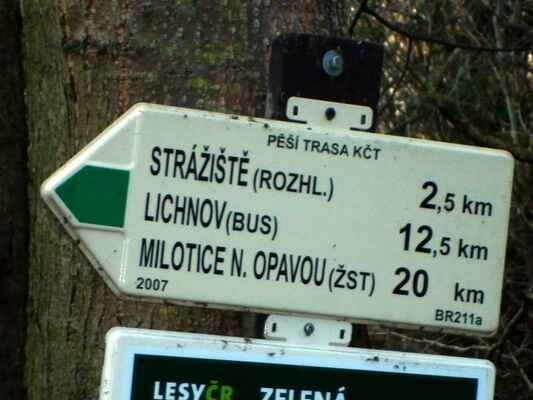 PĚŠÍ TRASA KČT
STRÁŽIŠTĚ (ROZHL.) 2,5 km
LICHNOV (BUS) 12,5 km
MILOTICE N. OPAVOU (ŽST) 20 km
2007 BR211a
LESY ČR ZELENÁ